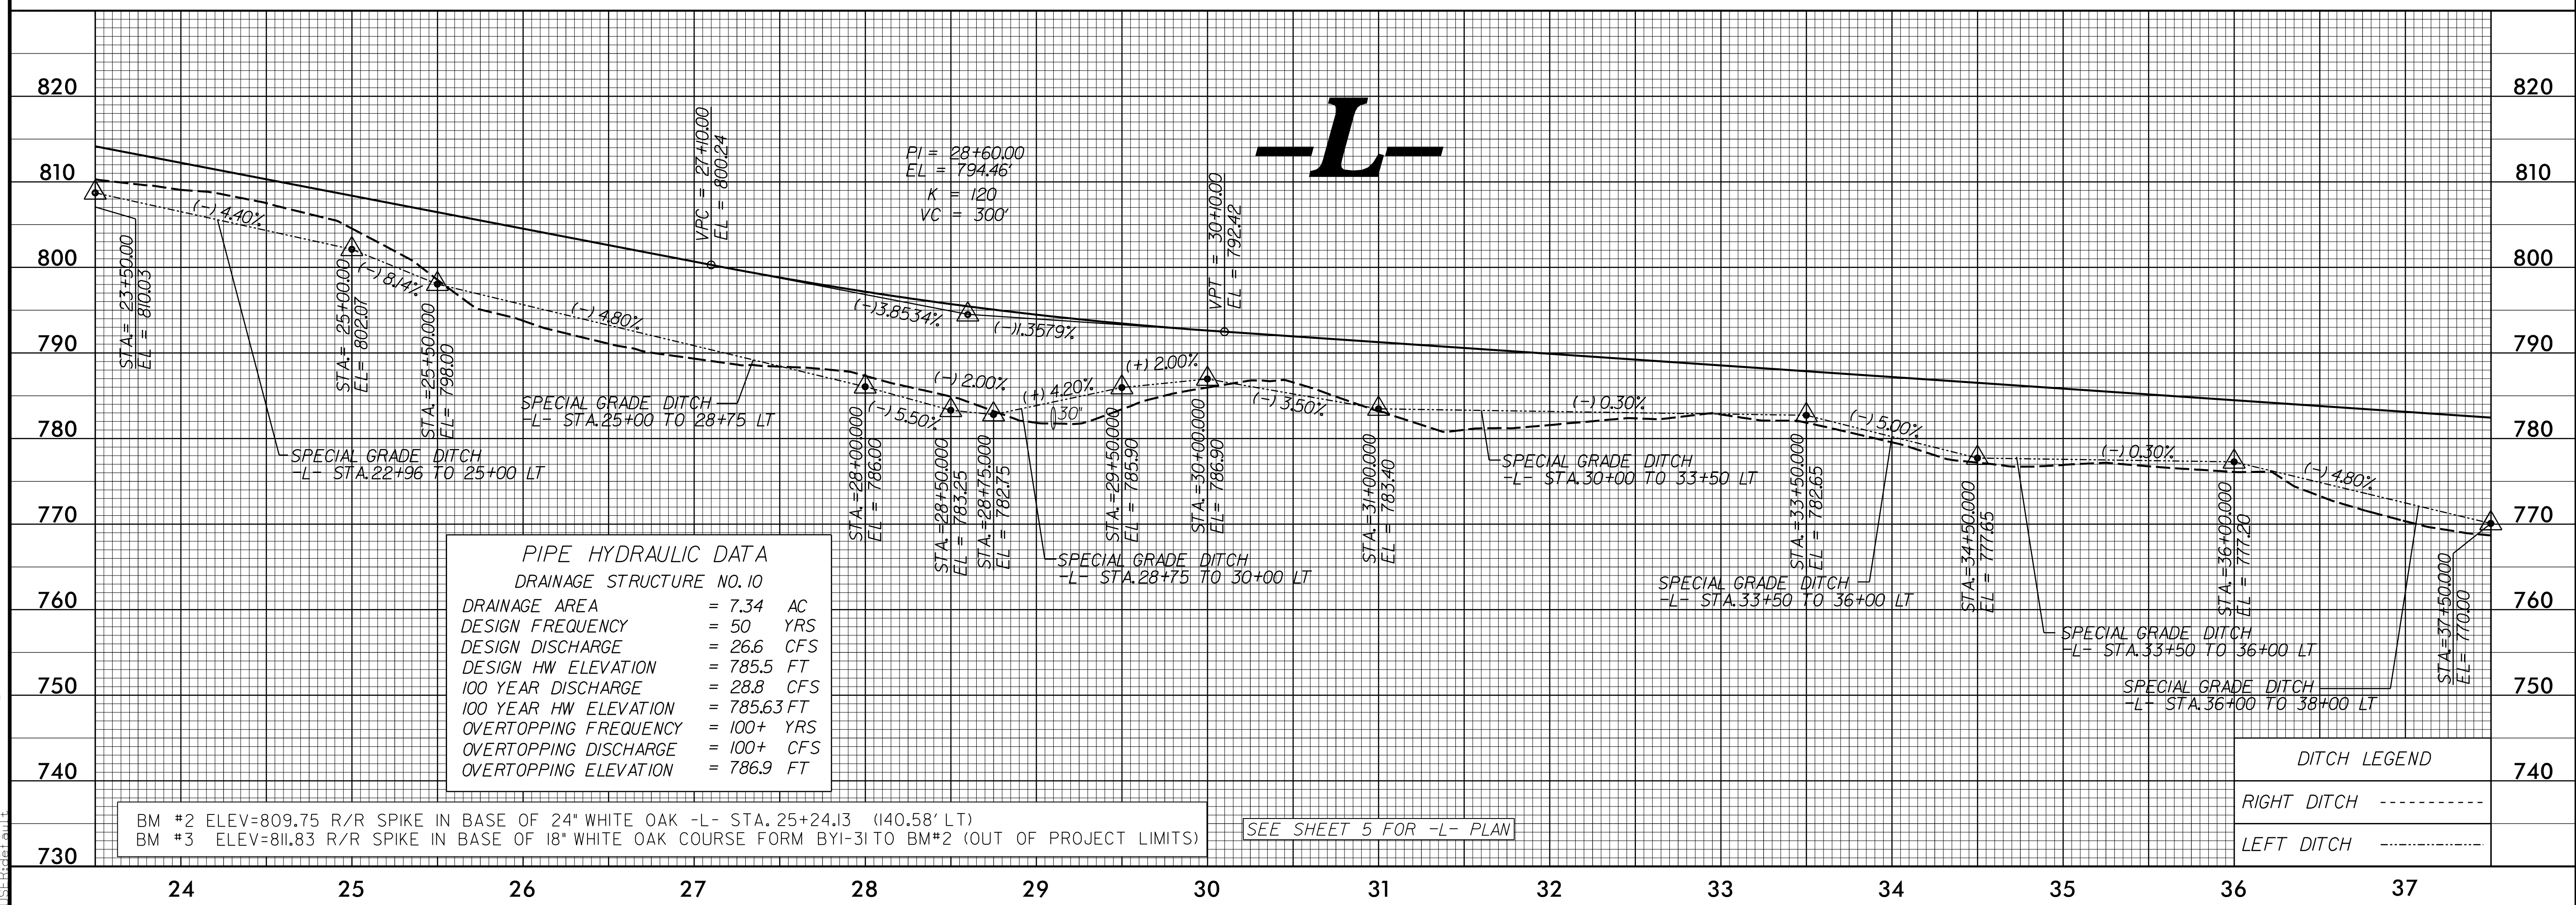 -L-
820
810
800
790
780
770
760
750
740
730
820
810
800
790
780
770
760
750
740
24
25
26
27
28
29
30
31
32
33
34
35
36
37
(-) 4.40%
(-) 8.14%
(-) 4.80%
(-)3.8534%
(-)1.3579%
(-) 2.00%
(-) 5.50%
(+) 4.20%
(+) 2.00%
30"
(-) 3.50%
(-) 0.30%
(-) 5.00%
(-) 0.30%
(-) 4.80%
VPC = 27+10.00
EL = 800.24
PI = 28+60.00
EL = 794.46'
K = 120
VC = 300'
VPT = 30+10.00
EL = 792.42
STA.= 23+50.00
EL = 810.03
STA.= 25+00.00
EL= 802.07
STA.=25+50.000
EL= 798.00
STA.=28+00.000
EL = 786.00
STA.=28+50.000
EL = 783.25
STA.=28+75.000
EL = 782.75
STA.=29+50.000
EL = 785.90
STA.=30+00.000
EL= 786.90
STA.=31+00.000
EL = 783.40
STA.=33+50.000
EL = 782.65
STA.=34+50.000
EL = 777.65
STA.=36+00.000
EL = 777.20
STA.=37+50.000
EL= 770.00
SPECIAL GRADE DITCH
-L- STA.22+96 TO 25+00 LT
SPECIAL GRADE DITCH
-L- STA.25+00 TO 28+75 LT
SPECIAL GRADE DITCH
-L- STA.28+75 TO 30+00 LT
SPECIAL GRADE DITCH
-L- STA.30+00 TO 33+50 LT
SPECIAL GRADE DITCH
-L- STA.33+50 TO 36+00 LT
SPECIAL GRADE DITCH
-L- STA.33+50 TO 36+00 LT
SPECIAL GRADE DITCH
-L- STA.36+00 TO 38+00 LT
PIPE HYDRAULIC DATA
DRAINAGE STRUCTURE NO. 10
DRAINAGE AREA = 7.34 AC
DESIGN FREQUENCY = 50 YRS
DESIGN DISCHARGE = 26.6 CFS
DESIGN HW ELEVATION = 785.5 FT
100 YEAR DISCHARGE = 28.8 CFS
100 YEAR HW ELEVATION = 785.63 FT
OVERTOPPING FREQUENCY = 100+ YRS
OVERTOPPING DISCHARGE = 100+ CFS
OVERTOPPING ELEVATION = 786.9 FT
BM #2 ELEV=809.75 R/R SPIKE IN BASE OF 24" WHITE OAK -L- STA. 25+24.13 (140.58' LT)
BM #3 ELEV=811.83 R/R SPIKE IN BASE OF 18" WHITE OAK COURSE FORM BY1-31 TO BM#2 (OUT OF PROJECT LIMITS)
SEE SHEET 5 FOR -L- PLAN
DITCH LEGEND
RIGHT DITCH
LEFT DITCH